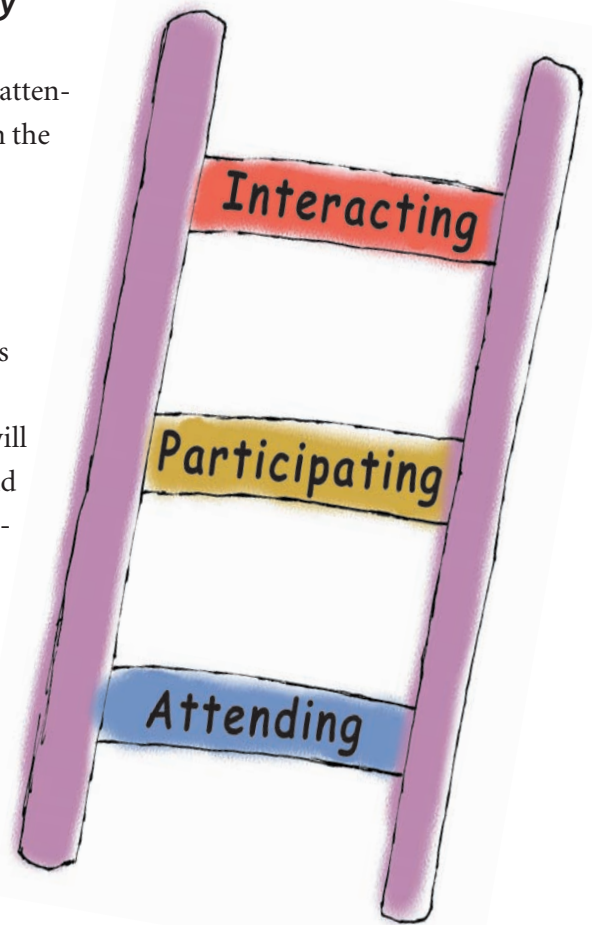 y
atten-
n the
Interacting
s
ill
Participating
d
-
Attending